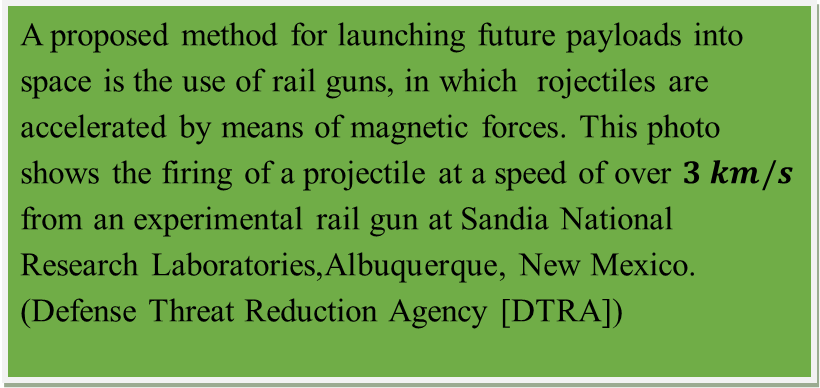 A proposed method for launching future payloads into
space is the use of rail guns, in which rojectiles are
accelerated by means of magnetic forces. This photo
shows the firing of a projectile at a speed of over 3 km/s
from an experimental rail gun at Sandia National
Research Laboratories,Albuquerque, New Mexico.
(Defense Threat Reduction Agency [DTRA])